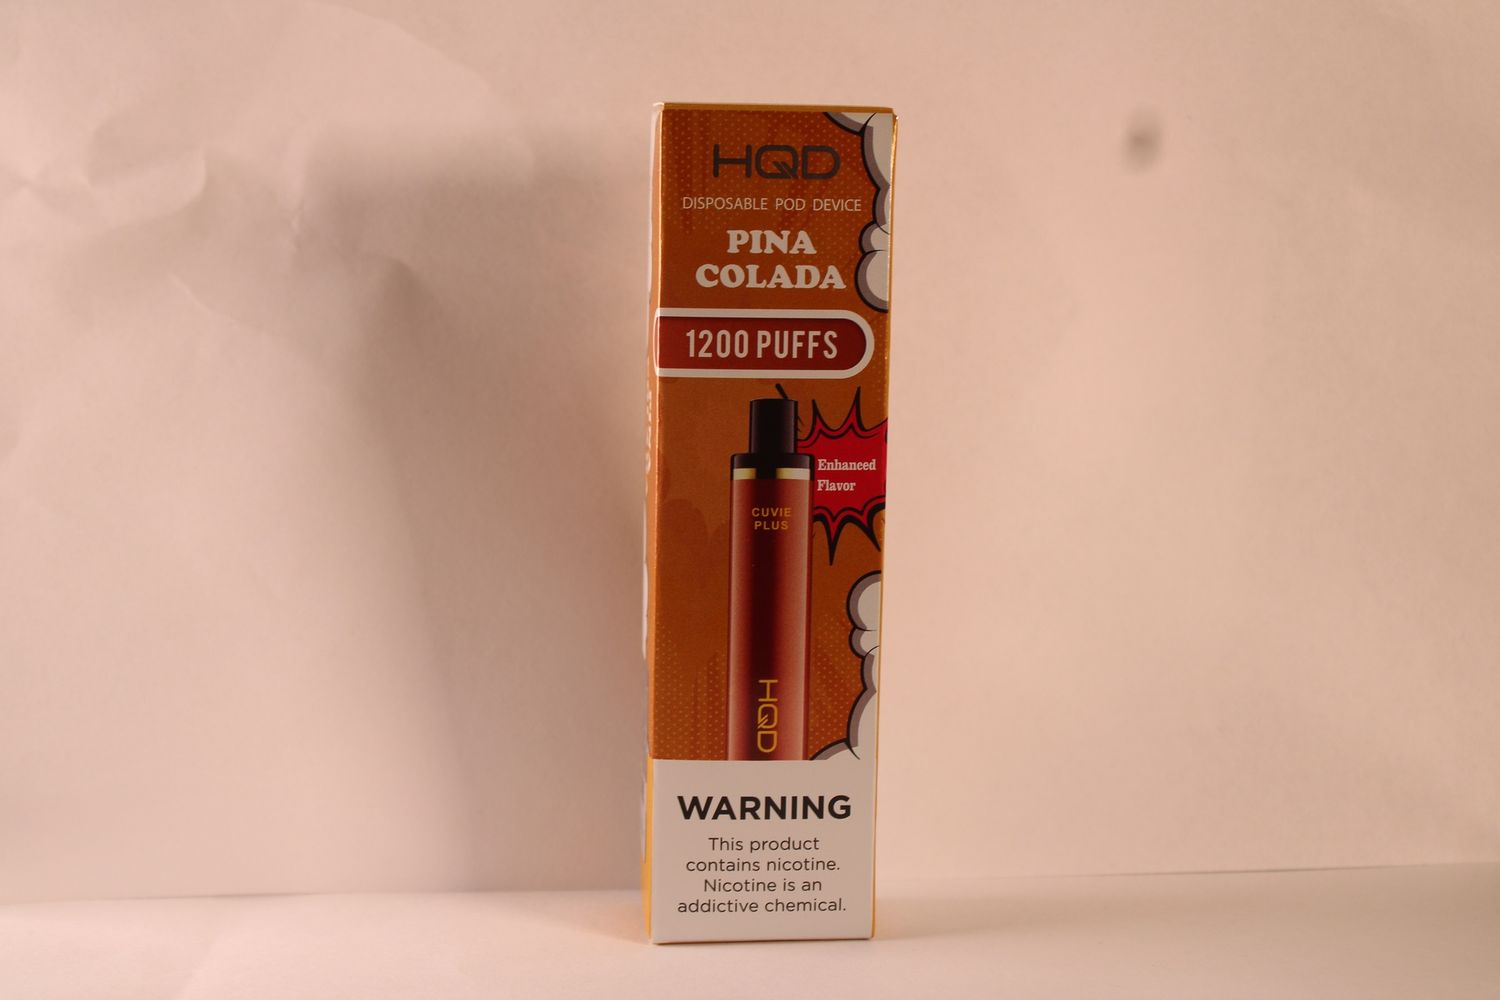 HQD
DISPOSABLE POD DEVICE
PINA
COLADA
1200 PUFFS
Enhanced
Flavor
CUVIE
PLUS
HQD
WARNING
This product
contains nicotine.
Nicotine is an
addictive chemical.